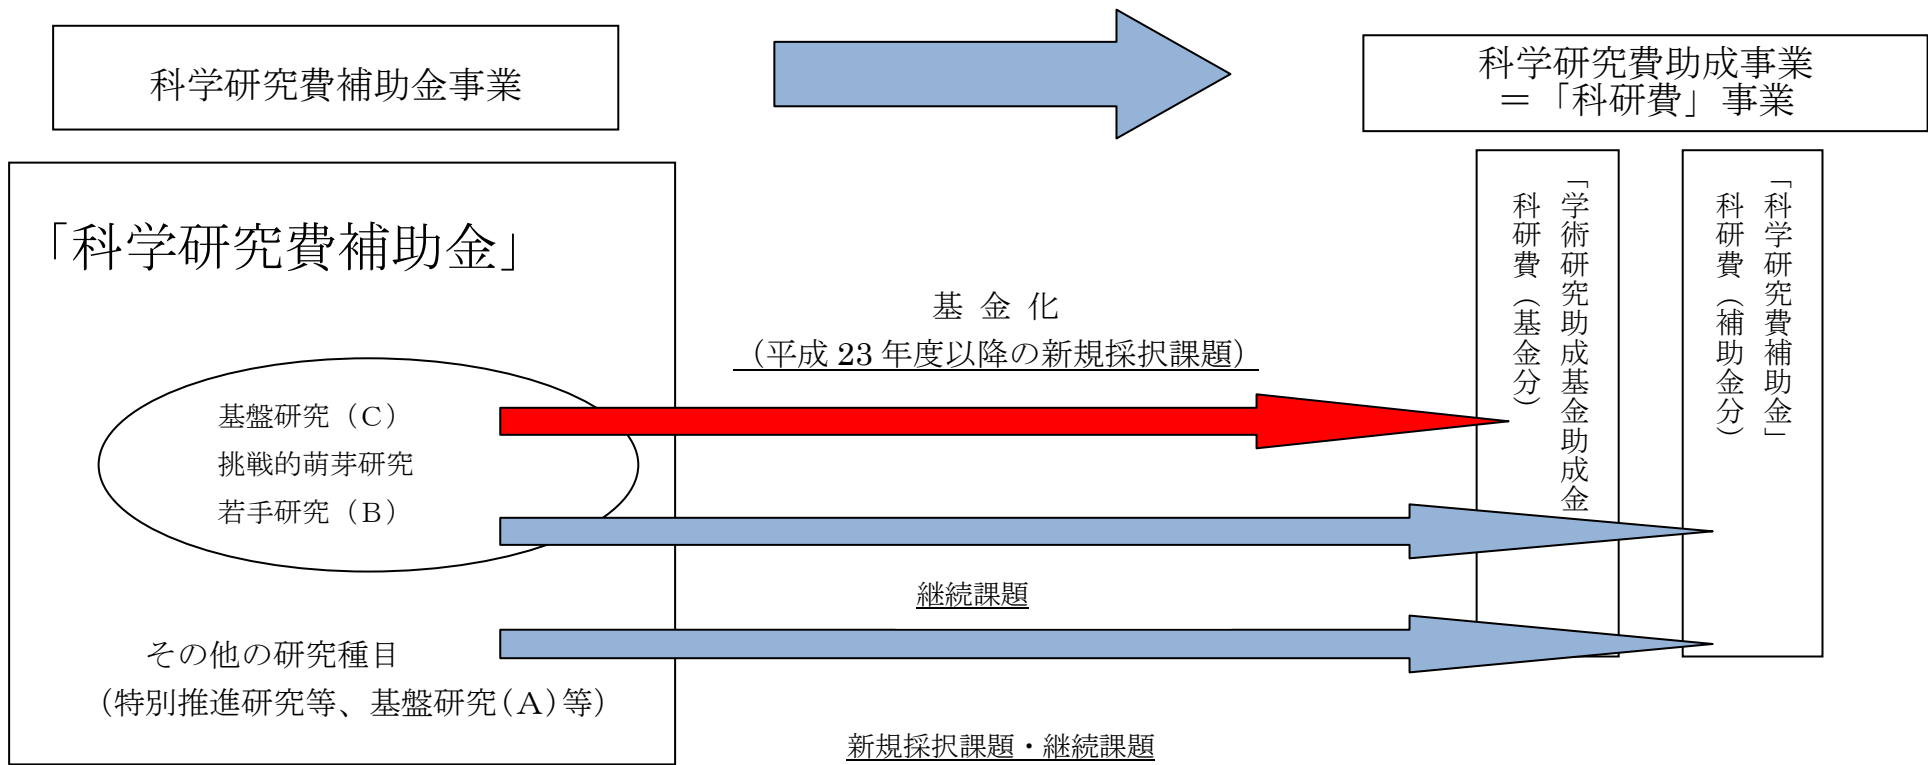 科学研究費補助金事業
科学研究費助成事業
＝「科研費」事業
「科学研究費補助金」
基盤研究（C）
挑戦的萌芽研究
若手研究（B）
その他の研究種目
（特別推進研究等、基盤研究(A)等）
基 金 化
（平成 23 年度以降の新規採択課題）
継続課題
新規採択課題・継続課題
「学術研究助成基金助成金
科研費（基金分）
「科学研究費補助金」
科研費（補助金分）